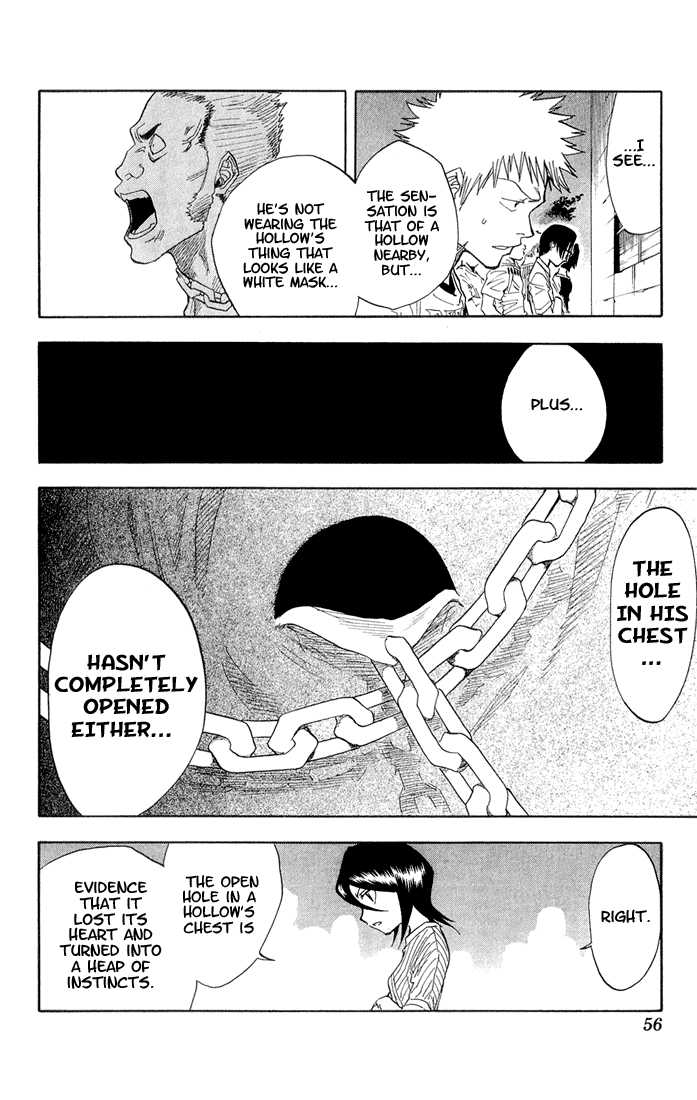 ...I
SEE...
THE SEN-
SATION IS
THAT OF A
HOLLOW
NEARBY,
BUT...
HE'S NOT
WEARING THE
HOLLOW'S
THING THAT
LOOKS LIKE A
WHITE MASK...
PLUS...
THE
HOLE
IN HIS
CHEST
...
HASN'T
COMPLETELY
OPENED
EITHER...
RIGHT.
THE OPEN
HOLE IN A
HOLLOW'S
CHEST IS
EVIDENCE
THAT IT
LOST ITS
HEART AND
TURNED INTO
A HEAP OF
INSTINCTS.
56